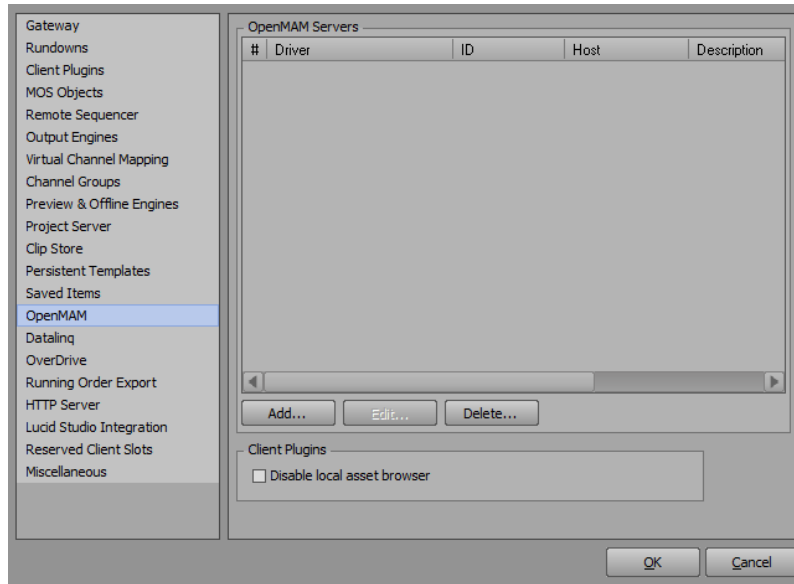 Gateway
Rundowns
Client Plugins
MOS Objects
Remote Sequencer
Output Engines
Virtual Channel Mapping
Channel Groups
Preview & Offline Engines
Project Server
Clip Store
Persistent Templates
Saved Items
OpenMAM
Datalinq
OverDrive
Running Order Export
HTTP Server
Lucid Studio Integration
Reserved Client Slots
Miscellaneous
OpenMAM Servers
# Driver ID Host Description
Add... Edit... Delete...
Client Plugins
Disable local asset browser
OK Cancel